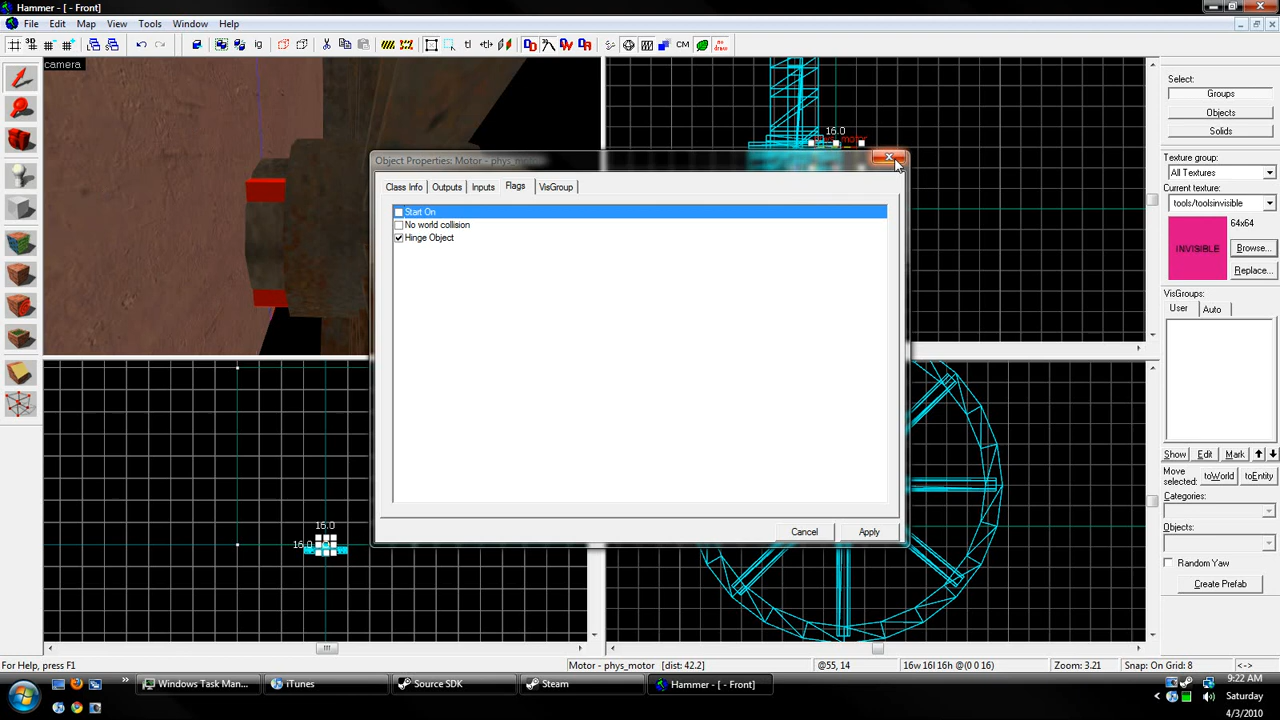 Hammer - [ - Front]
File Edit Map View Tools Window Help
camera
16.0
Object Properties: Motor - phys_mo
Class Info Outputs Inputs Flags VisGroup
Start On
No world collision
Hinge Object
Cancel Apply
16.0
16.0
Select:
Groups
Objects
Solids
Texture group:
All Textures
Current texture:
tools/toolsinvisible
64x64
INVISIBLE
Browse...
Replace...
VisGroups:
User Auto
Show Edit Mark
Move selected:
toWorld toEntity
Categories:
Objects:
Random Yaw
Create Prefab
For Help, press F1
Motor - phys_motor [dist: 42.2]
@55, 14
16w 16l 16h @(0 0 16)
Zoom: 3.21
Snap: On Grid: 8
<->
Windows Task Man...
iTunes
Source SDK
Steam
Hammer - [ - Front]
9:22 AM
Saturday
4/3/2010